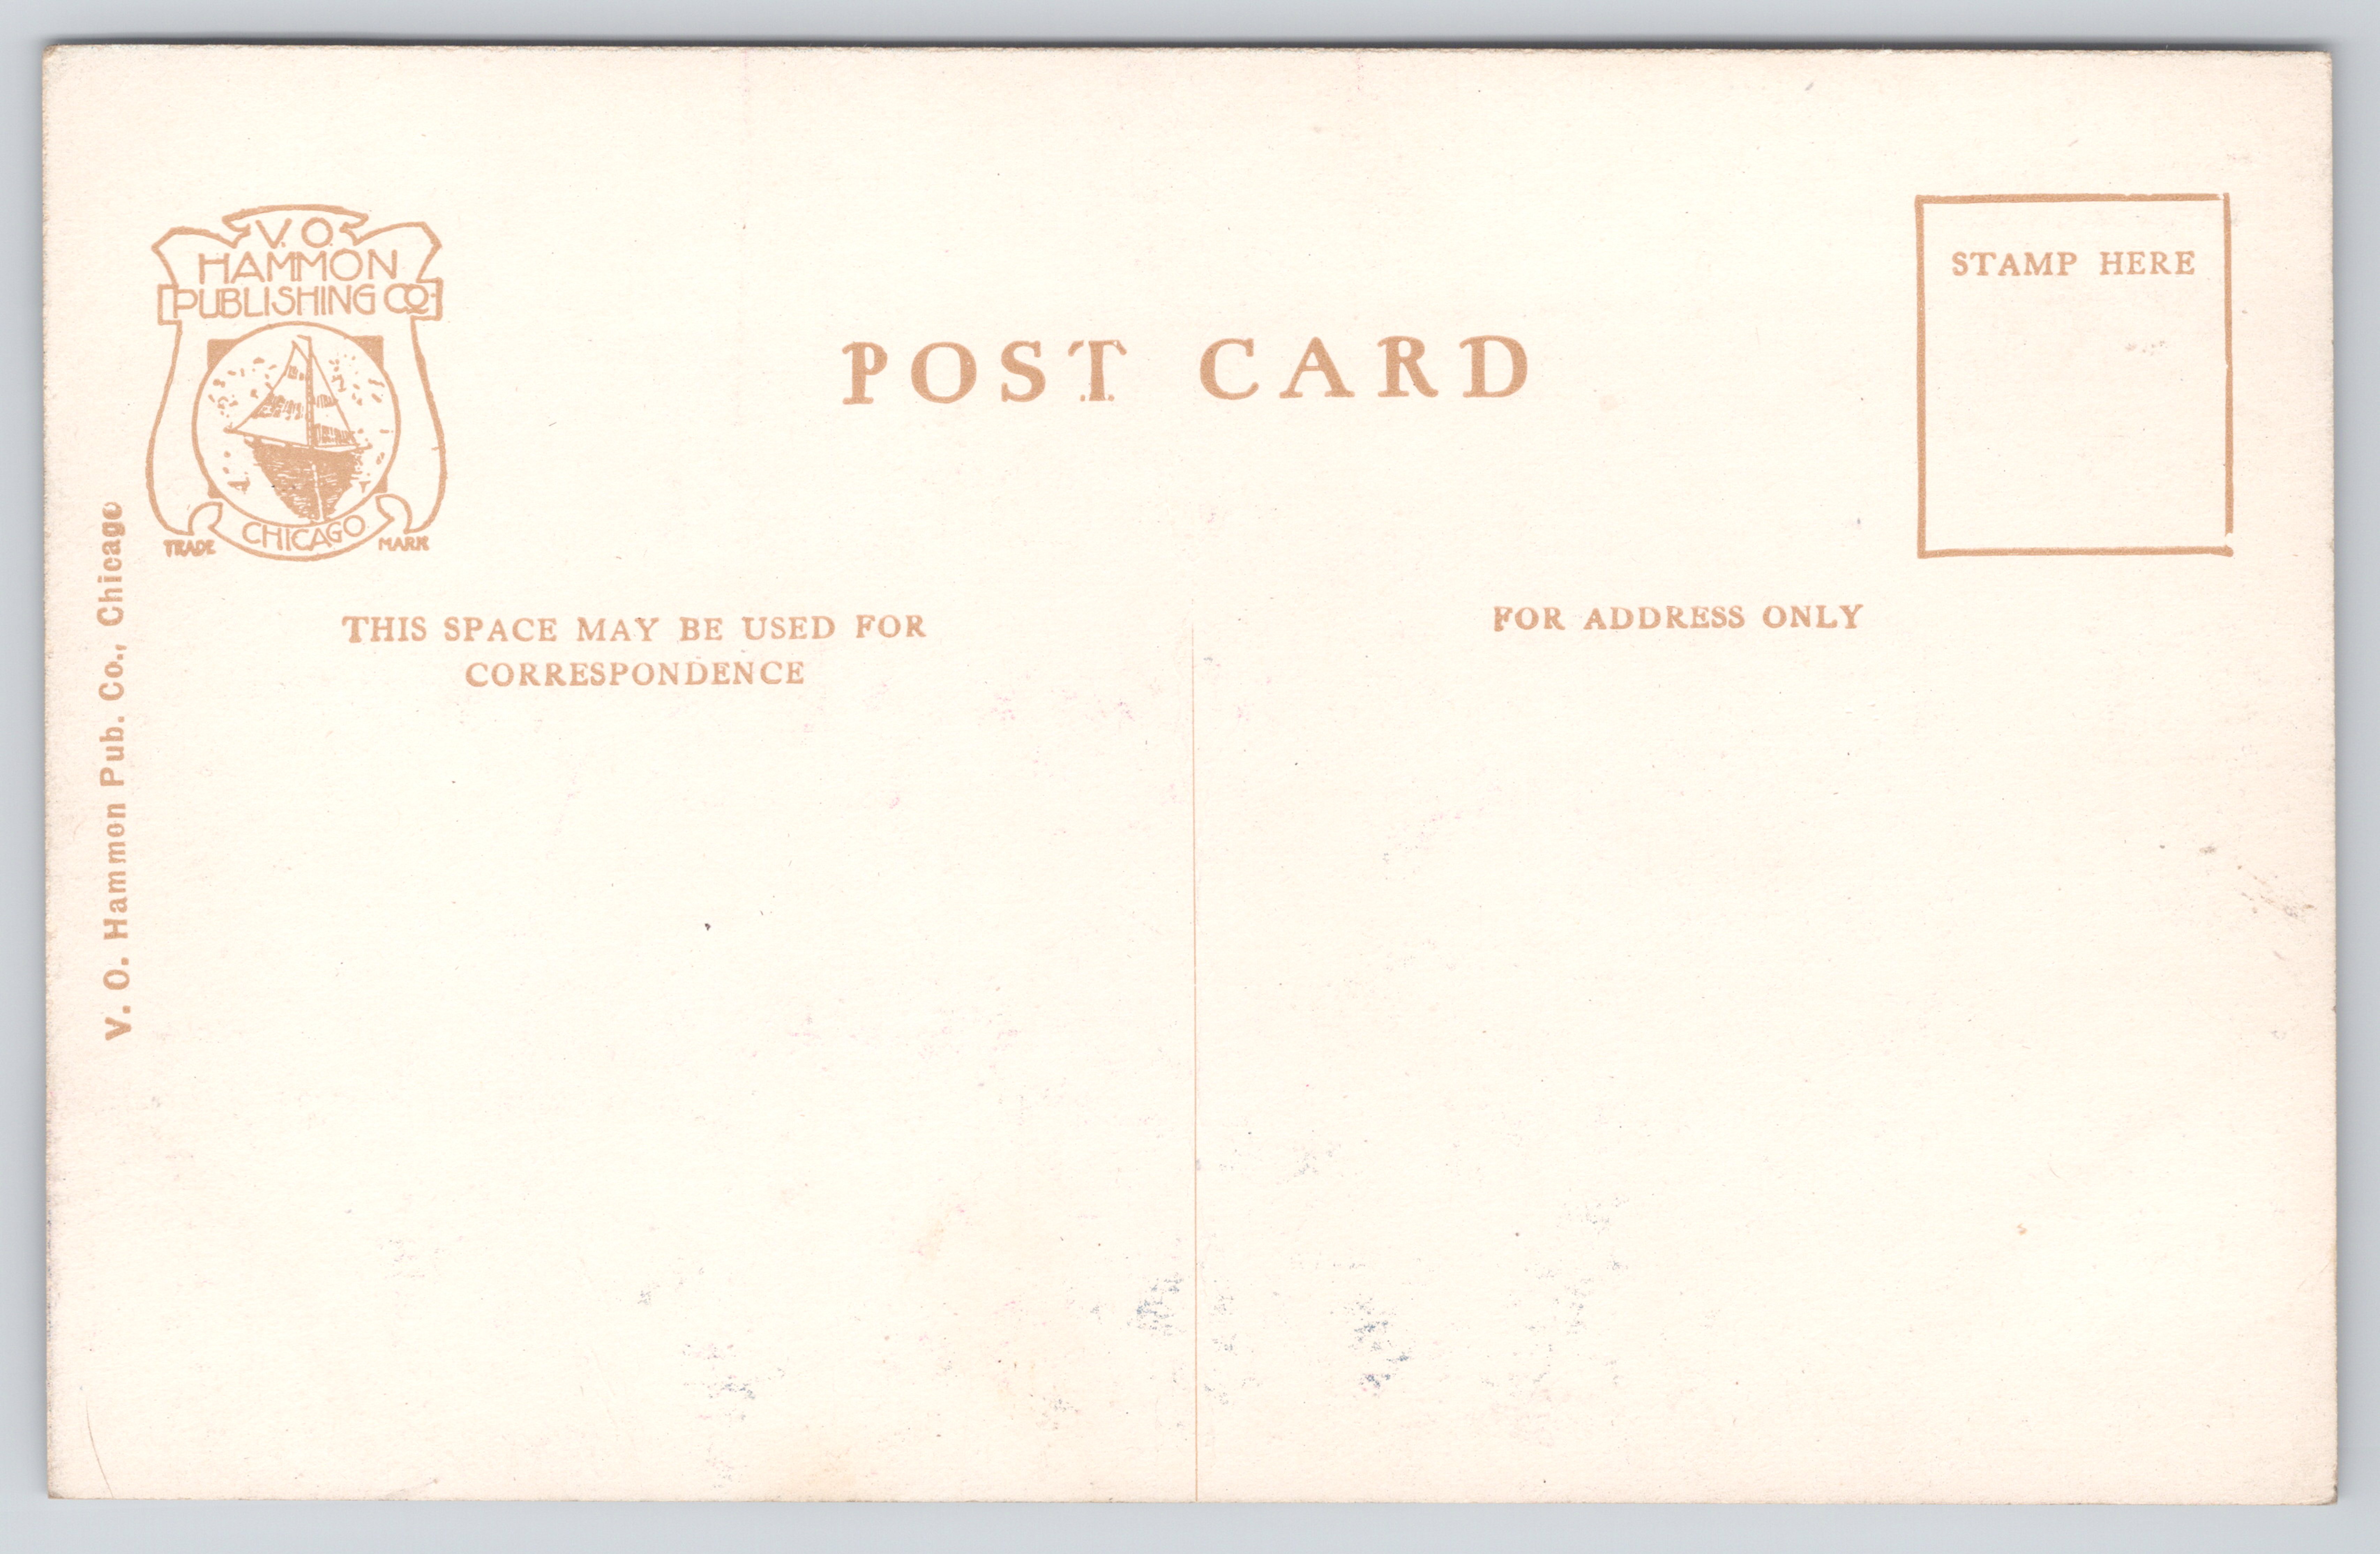 V. O.
HAMMON
PUBLISHING CO.
CHICAGO
TRADE MARK
V. O. Hammon Pub. Co., Chicago
POST CARD
STAMP HERE
THIS SPACE MAY BE USED FOR
CORRESPONDENCE
FOR ADDRESS ONLY